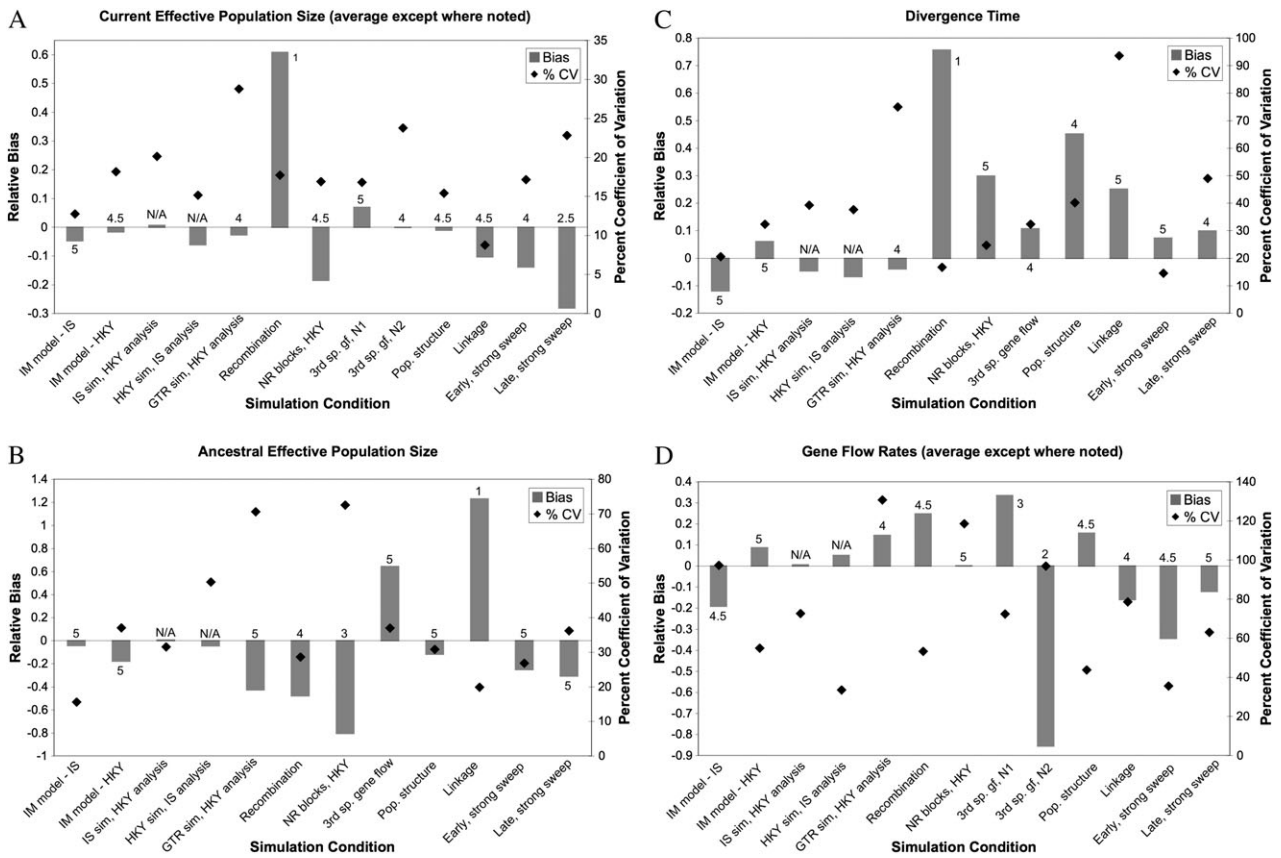 A
Current Effective Population Size (average except where noted)
Relative Bias
Percent Coefficient of Variation
0.6
0.5
0.4
0.3
0.2
0.1
0
-0.1
-0.2
-0.3
35
30
25
20
15
10
5
0
Bias
% CV
5
4.5
N/A
N/A
4
1
4.5
5
4
4.5
4.5
4
2.5
IM model - IS
IM model - HKY
IS sim, HKY analysis
HKY sim, IS analysis
GTR sim, HKY analysis
Recombination
NR blocks, HKY
3rd sp. gf, N1
3rd sp. gf, N2
Pop. structure
Linkage
Early, strong sweep
Late, strong sweep
Simulation Condition
C
Divergence Time
Relative Bias
Percent Coefficient of Variation
0.8
0.7
0.6
0.5
0.4
0.3
0.2
0.1
0
-0.1
-0.2
100
90
80
70
60
50
40
30
20
10
0
Bias
% CV
5
5
N/A
N/A
4
1
5
4
4
5
5
4
IM model - IS
IM model - HKY
IS sim, HKY analysis
HKY sim, IS analysis
GTR sim, HKY analysis
Recombination
NR blocks, HKY
3rd sp. gene flow
Pop. structure
Linkage
Early, strong sweep
Late, strong sweep
Simulation Condition
B
Ancestral Effective Population Size
Relative Bias
Percent Coefficient of Variation
1.4
1.2
1
0.8
0.6
0.4
0.2
0
-0.2
-0.4
-0.6
-0.8
-1
80
70
60
50
40
30
20
10
0
Bias
% CV
5
5
N/A
N/A
5
4
3
5
5
1
5
5
IM model - IS
IM model - HKY
IS sim, HKY analysis
HKY sim, IS analysis
GTR sim, HKY analysis
Recombination
NR blocks, HKY
3rd sp. gene flow
Pop. structure
Linkage
Early, strong sweep
Late, strong sweep
Simulation Condition
D
Gene Flow Rates (average except where noted)
Relative Bias
Percent Coefficient of Variation
0.4
0.3
0.2
0.1
0
-0.1
-0.2
-0.3
-0.4
-0.5
-0.6
-0.7
-0.8
-0.9
140
120
100
80
60
40
20
0
Bias
% CV
4.5
5
N/A
N/A
4
4.5
5
3
2
4.5
4
4.5
5
IM model - IS
IM model - HKY
IS sim, HKY analysis
HKY sim, IS analysis
GTR sim, HKY analysis
Recombination
NR blocks, HKY
3rd sp. gf, N1
3rd sp. gf, N2
Pop. structure
Linkage
Early, strong sweep
Late, strong sweep
Simulation Condition